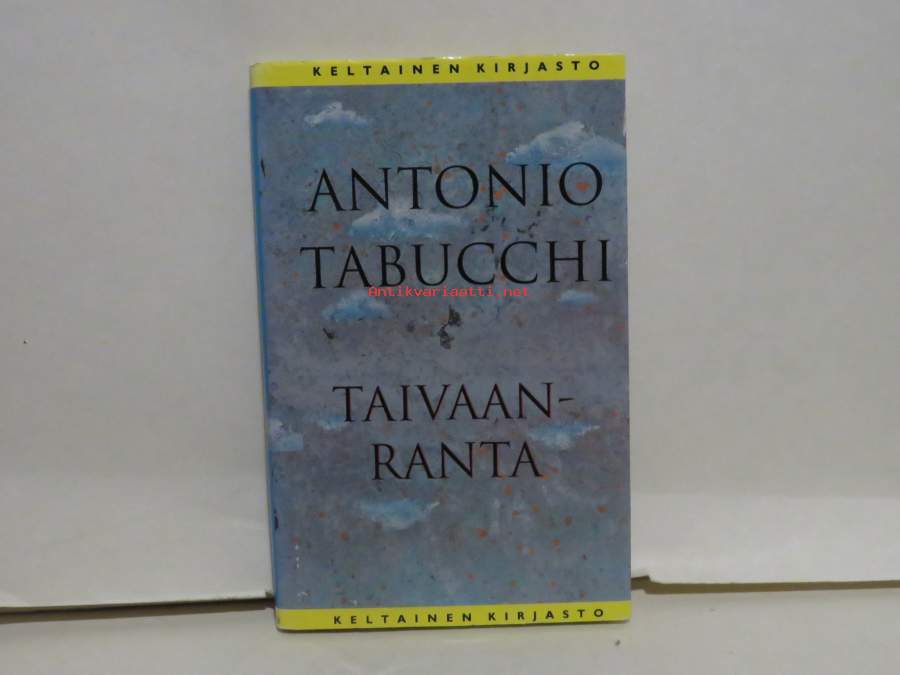 KELTAINEN KIRJASTO
ANTONIO
TABUCCHI
Antikvariaatti.net
TAIVAAN-
RANTA
KELTAINEN KIRJASTO